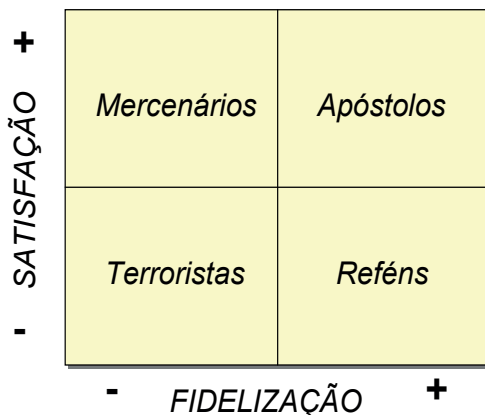 +
SATISFAÇÃO
-
Mercenários Apóstolos
Terroristas Reféns
- FIDELIZAÇÃO +